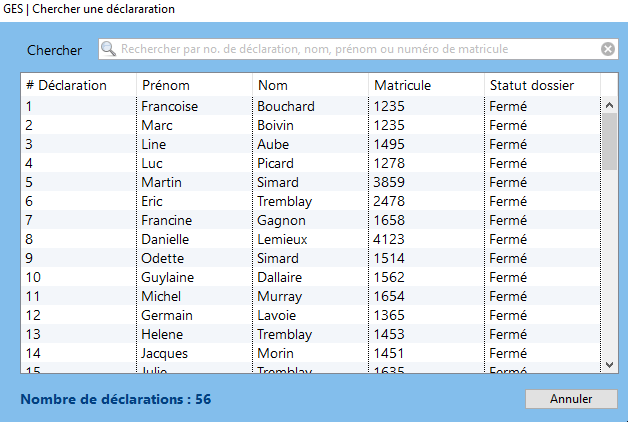 GES | Chercher une déclararation
Chercher Rechercher par no. de déclaration, nom, prénom ou numéro de matricule
# Déclaration Prénom Nom Matricule Statut dossier
1 Francoise Bouchard 1235 Fermé
2 Marc Boivin 1235 Fermé
3 Line Aube 1495 Fermé
4 Luc Picard 1278 Fermé
5 Martin Simard 3859 Fermé
6 Eric Tremblay 2478 Fermé
7 Francine Gagnon 1658 Fermé
8 Danielle Lemieux 4123 Fermé
9 Odette Simard 1514 Fermé
10 Guylaine Dallaire 1562 Fermé
11 Michel Murray 1654 Fermé
12 Germain Lavoie 1365 Fermé
13 Helene Tremblay 1453 Fermé
14 Jacques Morin 1451 Fermé
15 Julie Tremblay 1635 Fermé
Nombre de déclarations : 56 Annuler